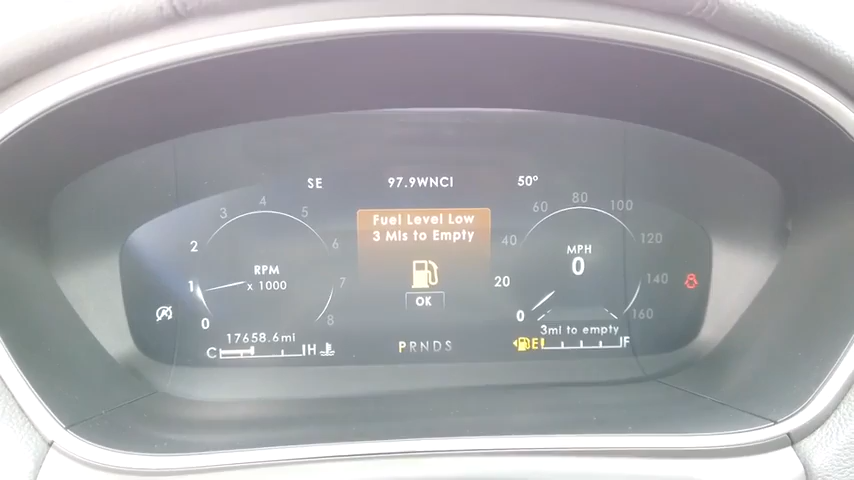 SE 97.9WNCI 50°
Fuel Level Low
3 Mls to Empty
OK
0 1 2 3 4 5 6 7 8
RPM
x 1000
0 20 40 60 80 100 120 140 160
MPH
0
17658.6mi
3mi to empty
C H
PRNDS
E F